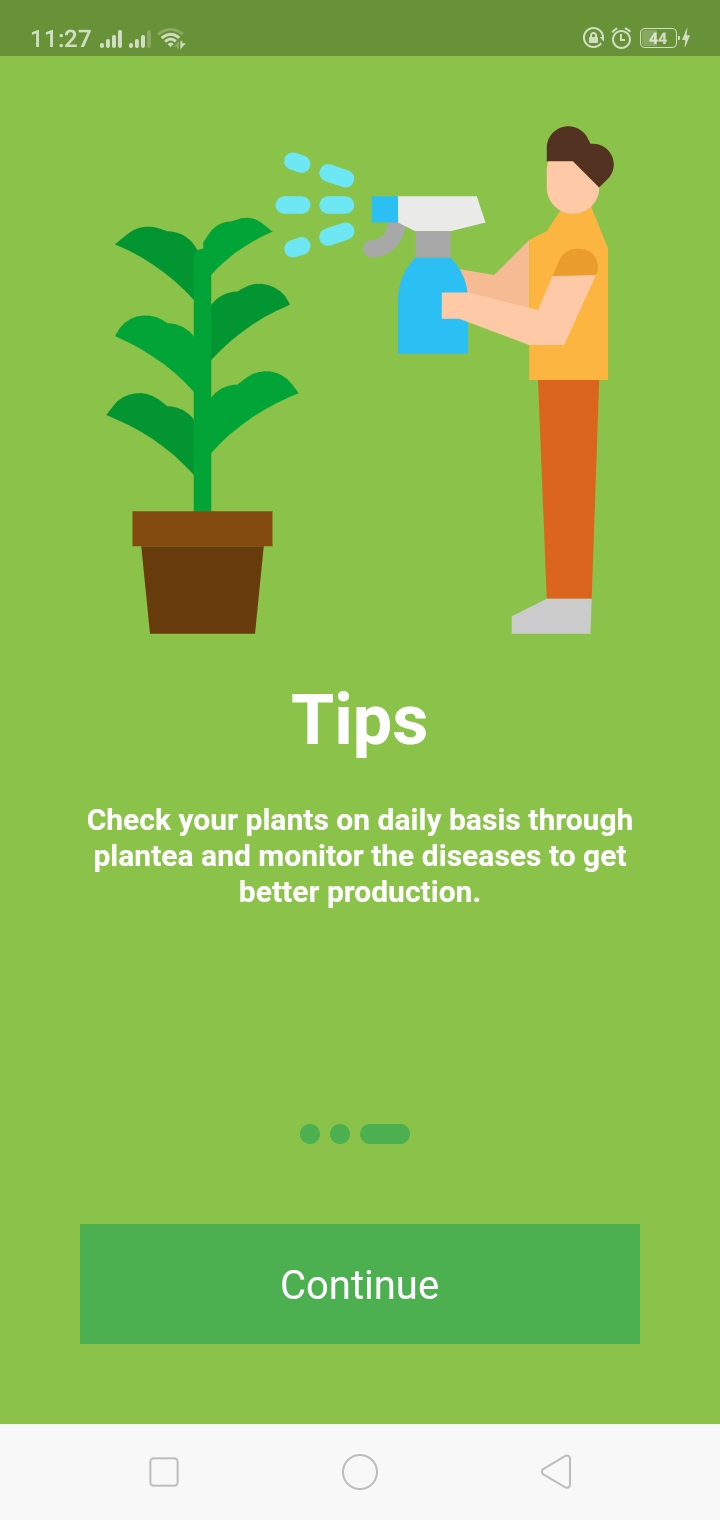 11:27
44
Tips
Check your plants on daily basis through
plantea and monitor the diseases to get
better production.
Continue